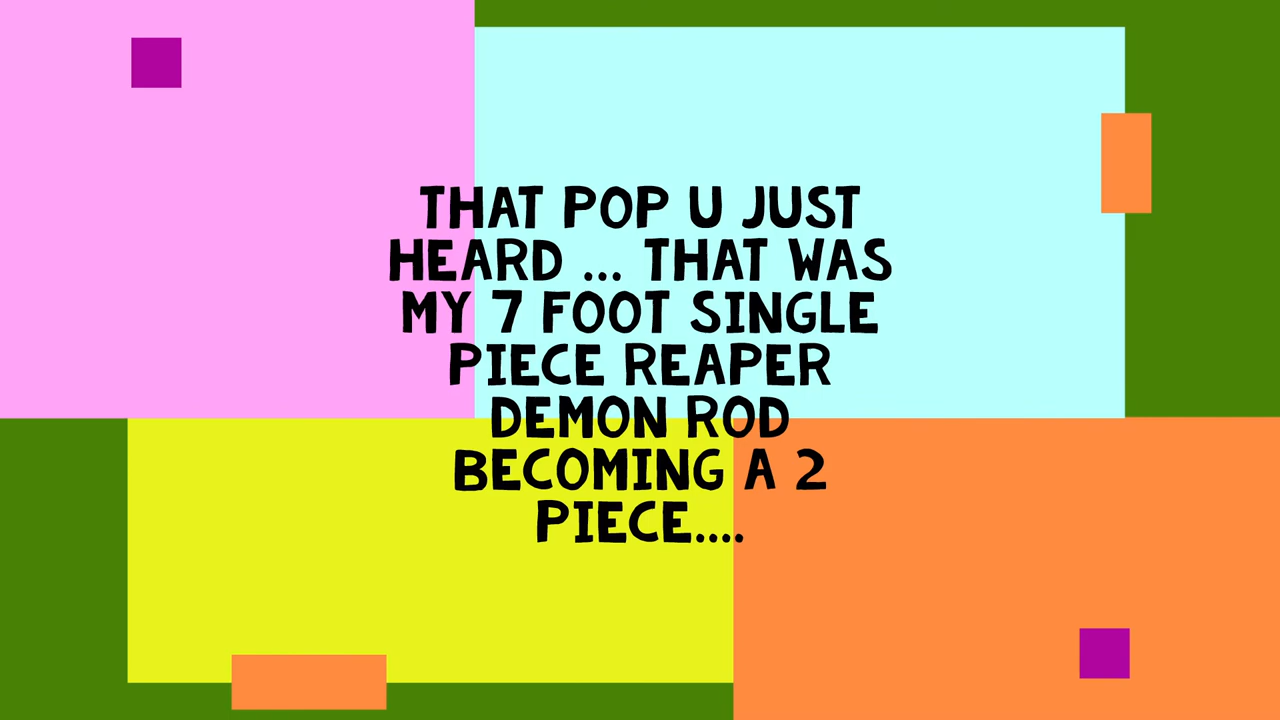 THAT POP U JUST
HEARD ... THAT WAS
MY 7 FOOT SINGLE
PIECE REAPER
DEMON ROD
BECOMING A 2
PIECE....